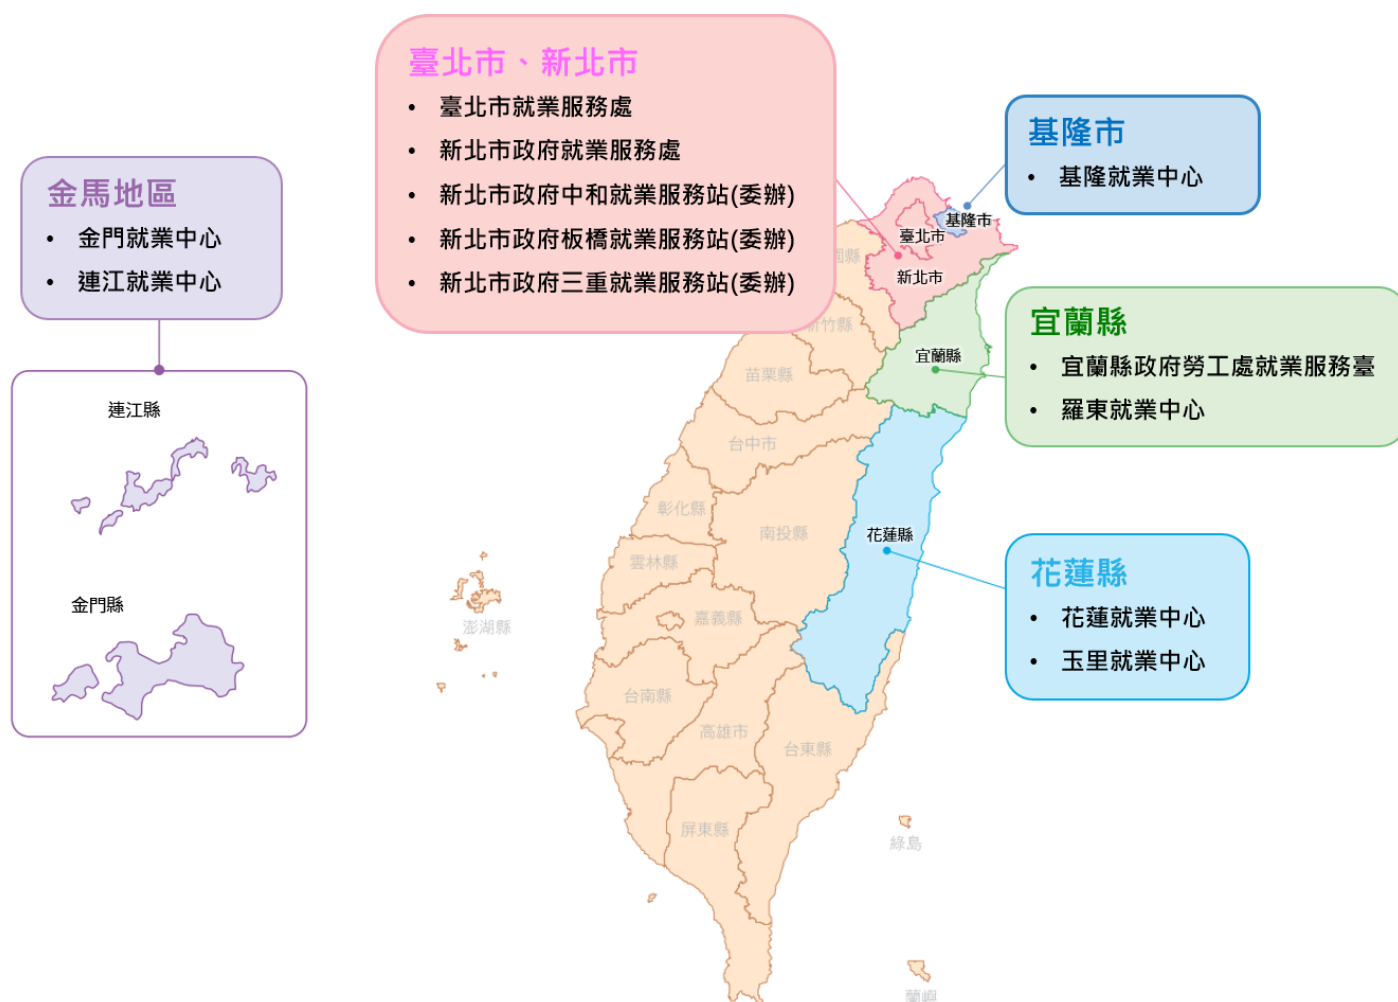 臺北市、新北市
• 臺北市就業服務處
• 新北市政府就業服務處
• 新北市政府中和就業服務站(委辦)
• 新北市政府板橋就業服務站(委辦)
• 新北市政府三重就業服務站(委辦)
基隆市
• 基隆就業中心
金馬地區
• 金門就業中心
• 連江就業中心
宜蘭縣
• 宜蘭縣政府勞工處就業服務臺
• 羅東就業中心
花蓮縣
• 花蓮就業中心
• 玉里就業中心
連江縣
金門縣
基隆市
臺北市
新北市
園縣
新竹縣
宜蘭縣
苗栗縣
台中市
彰化縣
南投縣
花蓮縣
雲林縣
嘉義縣
澎湖縣
台南縣
高雄市
台東縣
屏東縣
綠島
蘭嶼